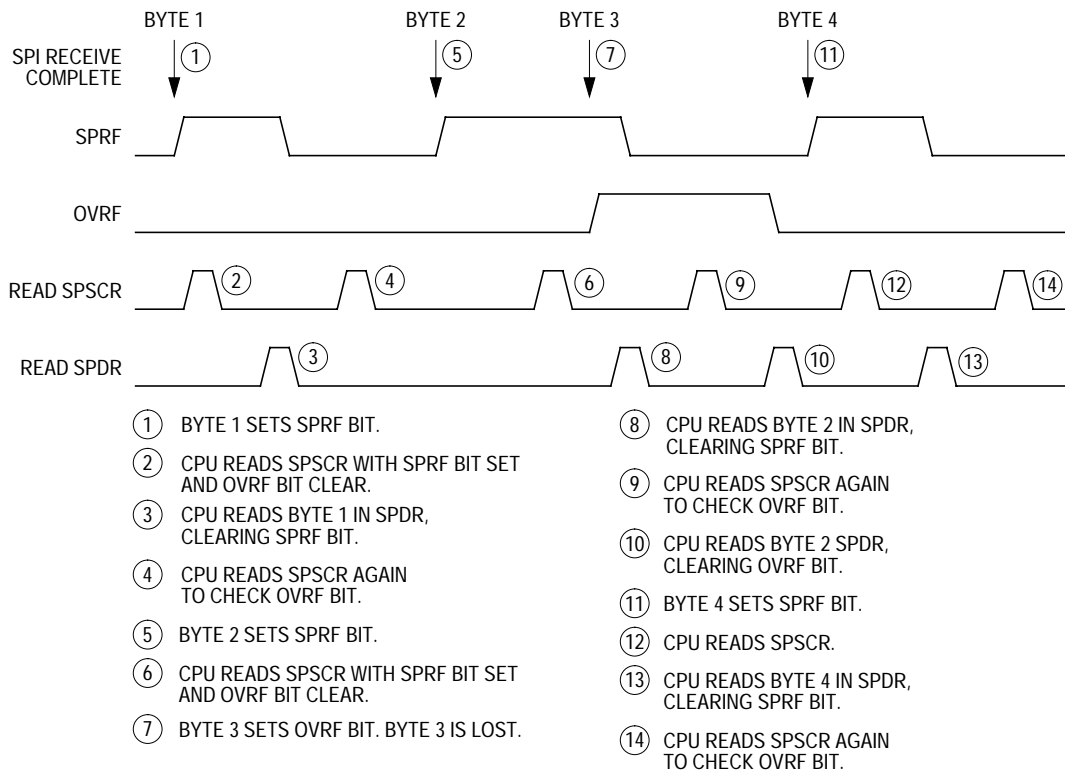 BYTE 1 BYTE 2 BYTE 3 BYTE 4
SPI RECEIVE
COMPLETE
1 5 7 11
SPRF
OVRF
READ SPSCR
2 4 6 9 12 14
READ SPDR
3 8 10 13
1 BYTE 1 SETS SPRF BIT.
2 CPU READS SPSCR WITH SPRF BIT SET
AND OVRF BIT CLEAR.
3 CPU READS BYTE 1 IN SPDR,
CLEARING SPRF BIT.
4 CPU READS SPSCR AGAIN
TO CHECK OVRF BIT.
5 BYTE 2 SETS SPRF BIT.
6 CPU READS SPSCR WITH SPRF BIT SET
AND OVRF BIT CLEAR.
7 BYTE 3 SETS OVRF BIT. BYTE 3 IS LOST.
8 CPU READS BYTE 2 IN SPDR,
CLEARING SPRF BIT.
9 CPU READS SPSCR AGAIN
TO CHECK OVRF BIT.
10 CPU READS BYTE 2 SPDR,
CLEARING OVRF BIT.
11 BYTE 4 SETS SPRF BIT.
12 CPU READS SPSCR.
13 CPU READS BYTE 4 IN SPDR,
CLEARING SPRF BIT.
14 CPU READS SPSCR AGAIN
TO CHECK OVRF BIT.